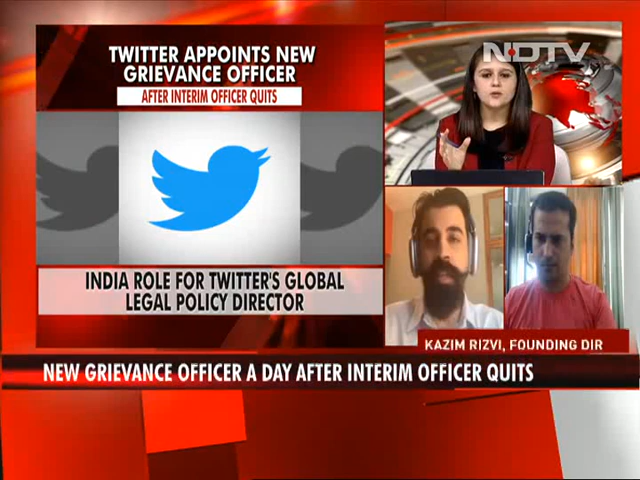 TWITTER APPOINTS NEW
GRIEVANCE OFFICER
AFTER INTERIM OFFICER QUITS
NDTV
INDIA ROLE FOR TWITTER'S GLOBAL
LEGAL POLICY DIRECTOR
KAZIM RIZVI, FOUNDING DIR
NEW GRIEVANCE OFFICER A DAY AFTER INTERIM OFFICER QUITS